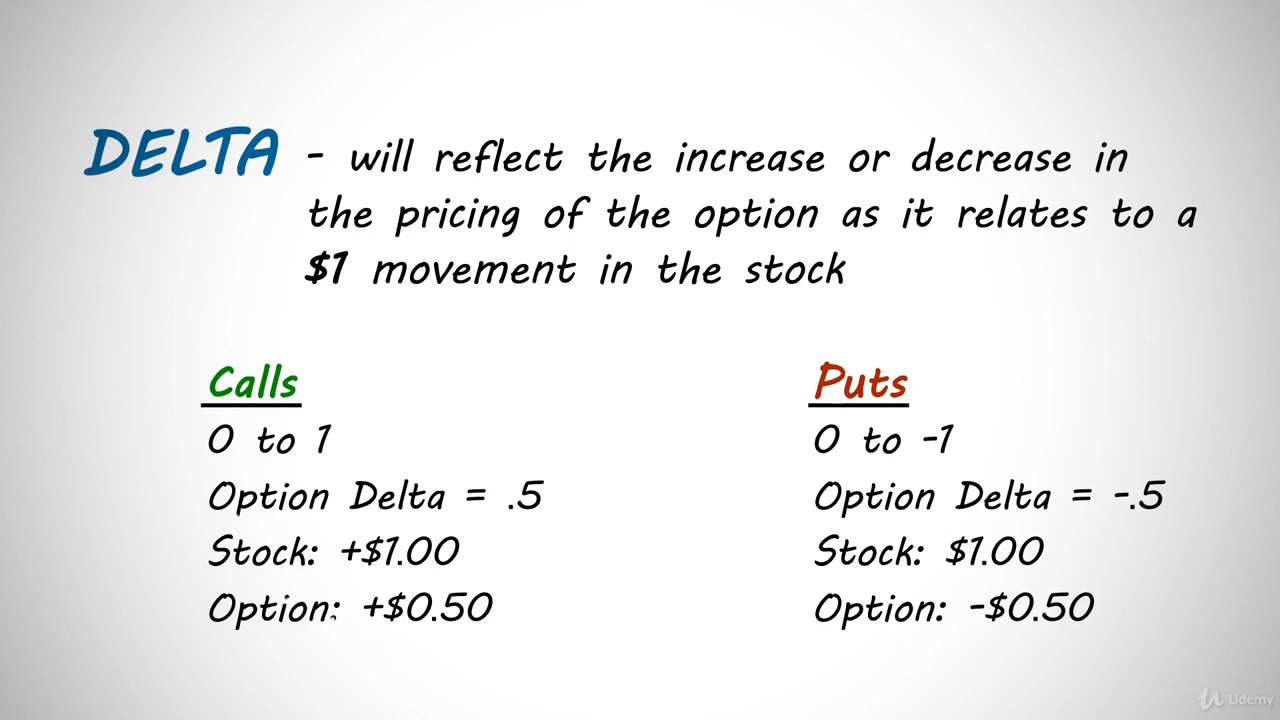 DELTA - will reflect the increase or decrease in
the pricing of the option as it relates to a
$1 movement in the stock
Calls
0 to 1
Option Delta = .5
Stock: +$1.00
Option: +$0.50
Puts
0 to -1
Option Delta = -.5
Stock: $1.00
Option: -$0.50
Udemy